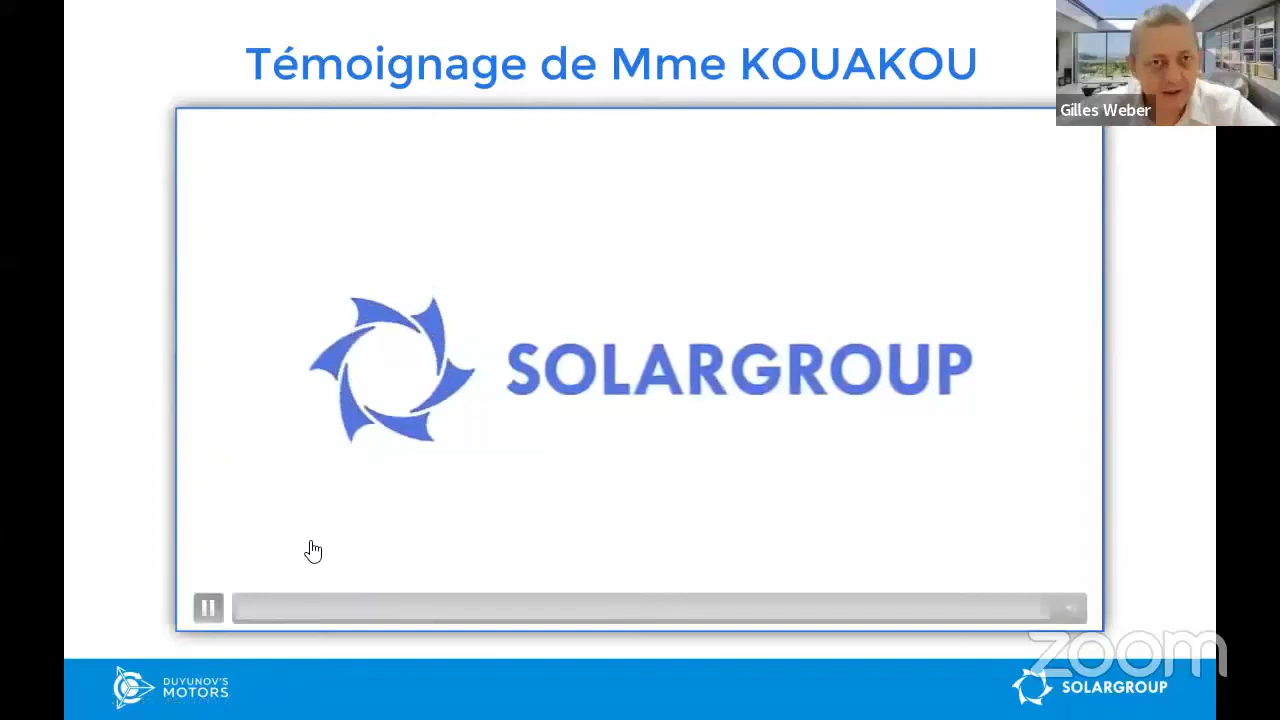 Témoignage de Mme KOUAKOU
Gilles Weber
SOLARGROUP
zoom
DUYUNOV'S
MOTORS
SOLARGROUP